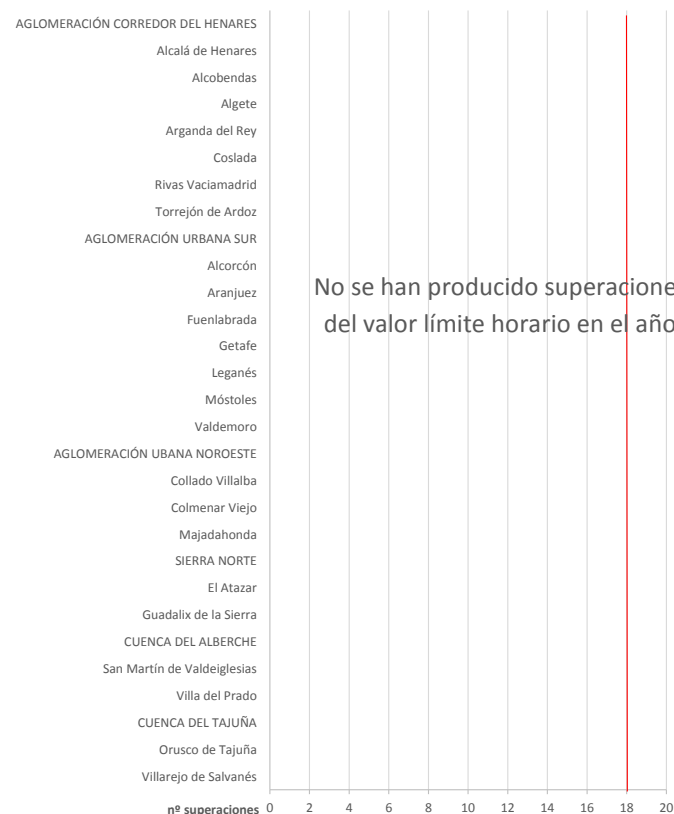 AGLOMERACIÓN CORREDOR DEL HENARES
Alcalá de Henares
Alcobendas
Algete
Arganda del Rey
Coslada
Rivas Vaciamadrid
Torrejón de Ardoz
AGLOMERACIÓN URBANA SUR
Alcorcón
Aranjuez
Fuenlabrada
Getafe
Leganés
Móstoles
Valdemoro
AGLOMERACIÓN UBANA NOROESTE
Collado Villalba
Colmenar Viejo
Majadahonda
SIERRA NORTE
El Atazar
Guadalix de la Sierra
CUENCA DEL ALBERCHE
San Martín de Valdeiglesias
Villa del Prado
CUENCA DEL TAJUÑA
Orusco de Tajuña
Villarejo de Salvanés
No se han producido superacione
del valor límite horario en el año
nº superaciones 0 2 4 6 8 10 12 14 16 18 20